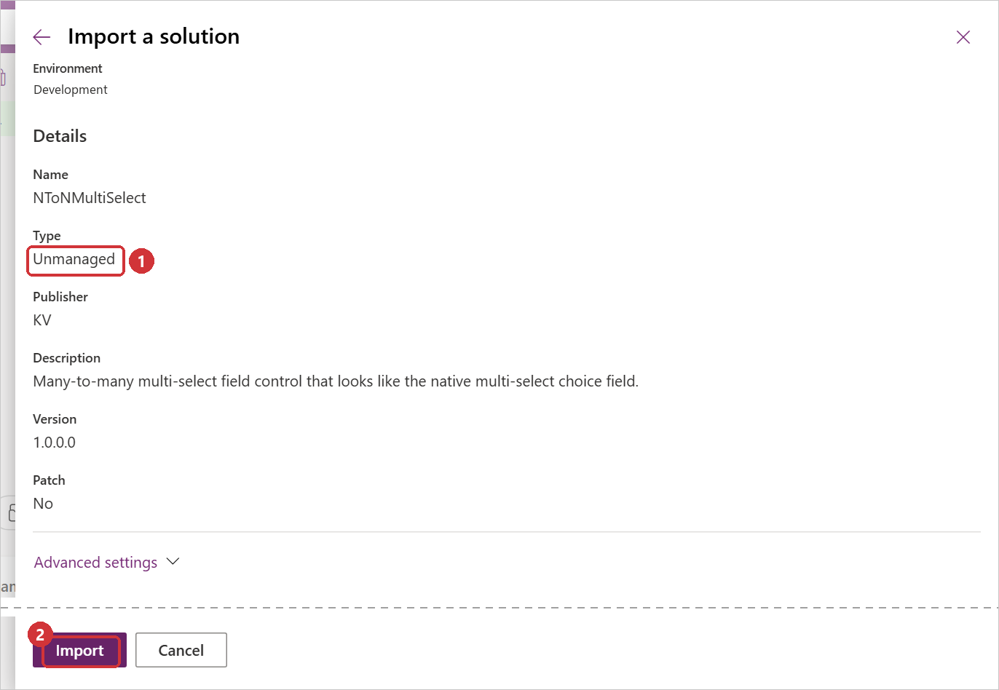 Import a solution
Environment
Development
Details
Name
NToNMultiSelect
Type
Unmanaged
1
Publisher
KV
Description
Many-to-many multi-select field control that looks like the native multi-select choice field.
Version
1.0.0.0
Patch
No
Advanced settings
an
2
Import
Cancel